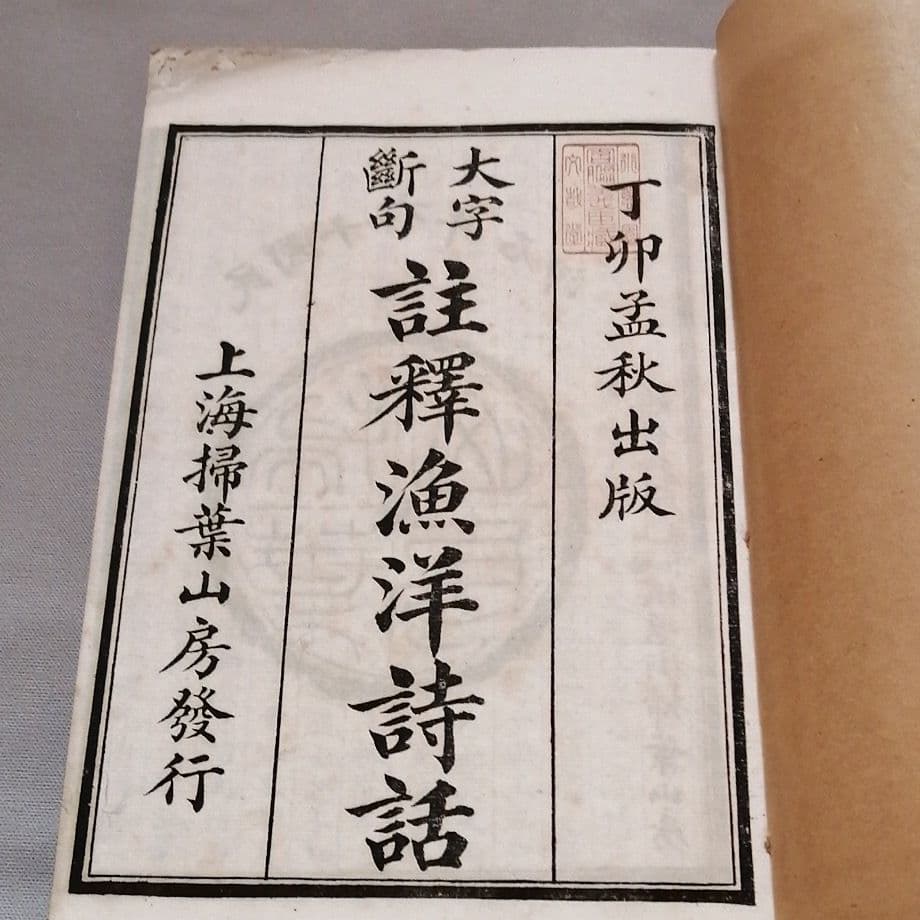 丁卯孟秋出版
大字
斷句
註釋漁洋詩話
上海掃葉山房發行